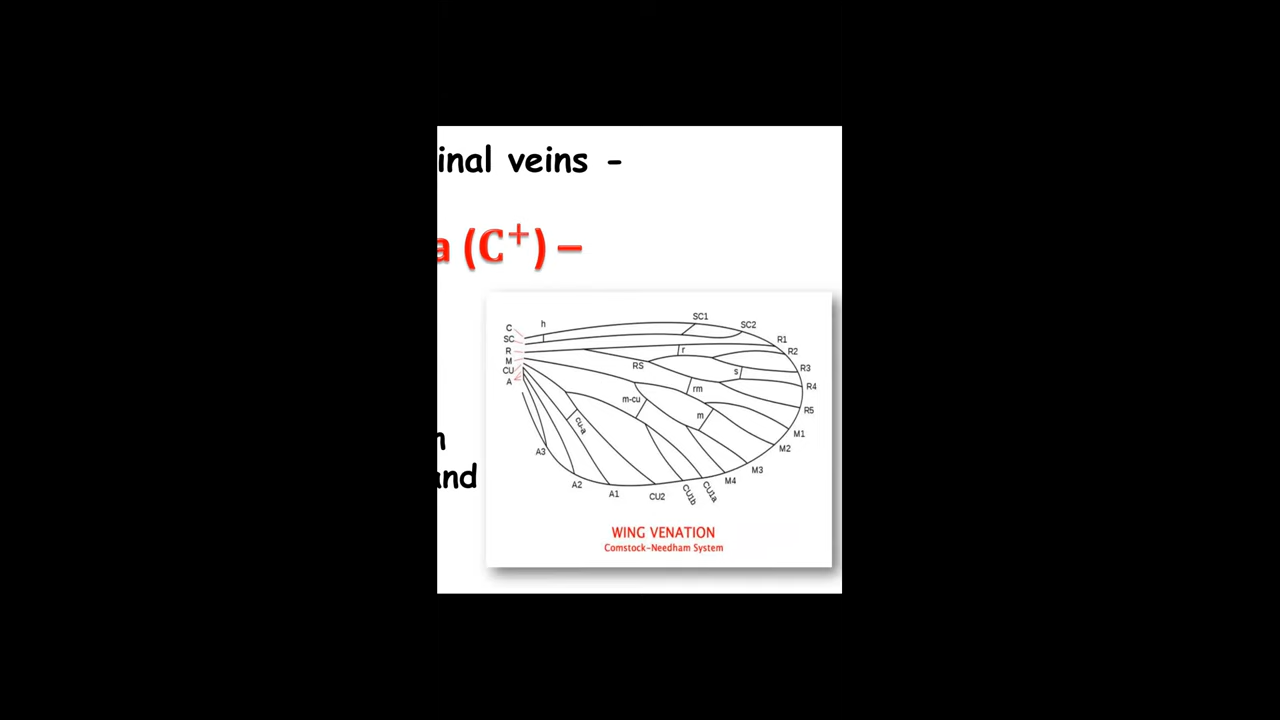 inal veins -
a (C⁺) –
n
and
C
SC
R
M
CU
A
h
SC1
SC2
R1
R2
R3
R4
R5
M1
M2
M3
M4
CU1a
CU1b
CU2
A1
A2
A3
RS
r
s
rm
m-cu
m
cu-a
WING VENATION
Comstock-Needham System